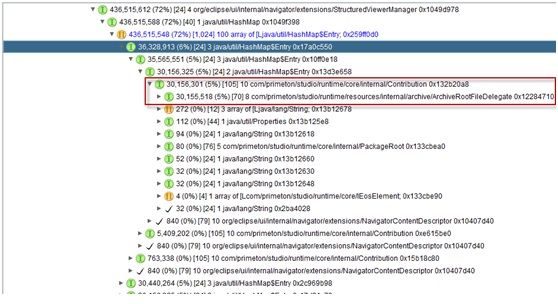 436,515,612 (72%) [24] 4 org/eclipse/ui/internal/navigator/extensions/StructuredViewerManager 0x1049d978
436,515,588 (72%) [40] 1 java/util/HashMap 0x1049f398
436,515,548 (72%) [1,024] 100 array of [Ljava/util/HashMap$Entry; 0x259ff0d0
36,328,913 (6%) [24] 3 java/util/HashMap$Entry 0x17a0c550
35,565,551 (5%) [24] 3 java/util/HashMap$Entry 0x10ff0e18
30,156,325 (5%) [24] 2 java/util/HashMap$Entry 0x13d3e658
30,156,301 (5%) [105] 10 com/primeton/studio/runtime/core/internal/Contribution 0x132b20a8
30,155,518 (5%) [70] 8 com/primeton/studio/runtime/resources/internal/archive/ArchiveRootFileDelegate 0x12284710
272 (0%) [12] 3 array of [Ljava/lang/String; 0x13b12678
112 (0%) [44] 1 java/util/Properties 0x13b125e8
94 (0%) [24] 1 java/lang/String 0x13b12618
80 (0%) [76] 5 com/primeton/studio/runtime/core/internal/PackageRoot 0x133cbea0
52 (0%) [24] 1 java/lang/String 0x13b12660
32 (0%) [24] 1 java/lang/String 0x13b12630
32 (0%) [24] 1 java/lang/String 0x13b12648
4 (0%) [4] 1 array of [Lcom/primeton/studio/runtime/core/IEosElement; 0x133cbe90
32 (0%) [24] 1 java/lang/String 0x2ba4028
840 (0%) [79] 10 org/eclipse/ui/internal/navigator/extensions/NavigatorContentDescriptor 0x10407d40
5,409,202 (0%) [105] 10 com/primeton/studio/runtime/core/internal/Contribution 0xe615be0
840 (0%) [79] 10 org/eclipse/ui/internal/navigator/extensions/NavigatorContentDescriptor 0x10407d40
763,338 (0%) [105] 10 com/primeton/studio/runtime/core/internal/Contribution 0x15b18c80
840 (0%) [79] 10 org/eclipse/ui/internal/navigator/extensions/NavigatorContentDescriptor 0x10407d40
30,440,264 (5%) [24] 3 java/util/HashMap$Entry 0x2c969b98